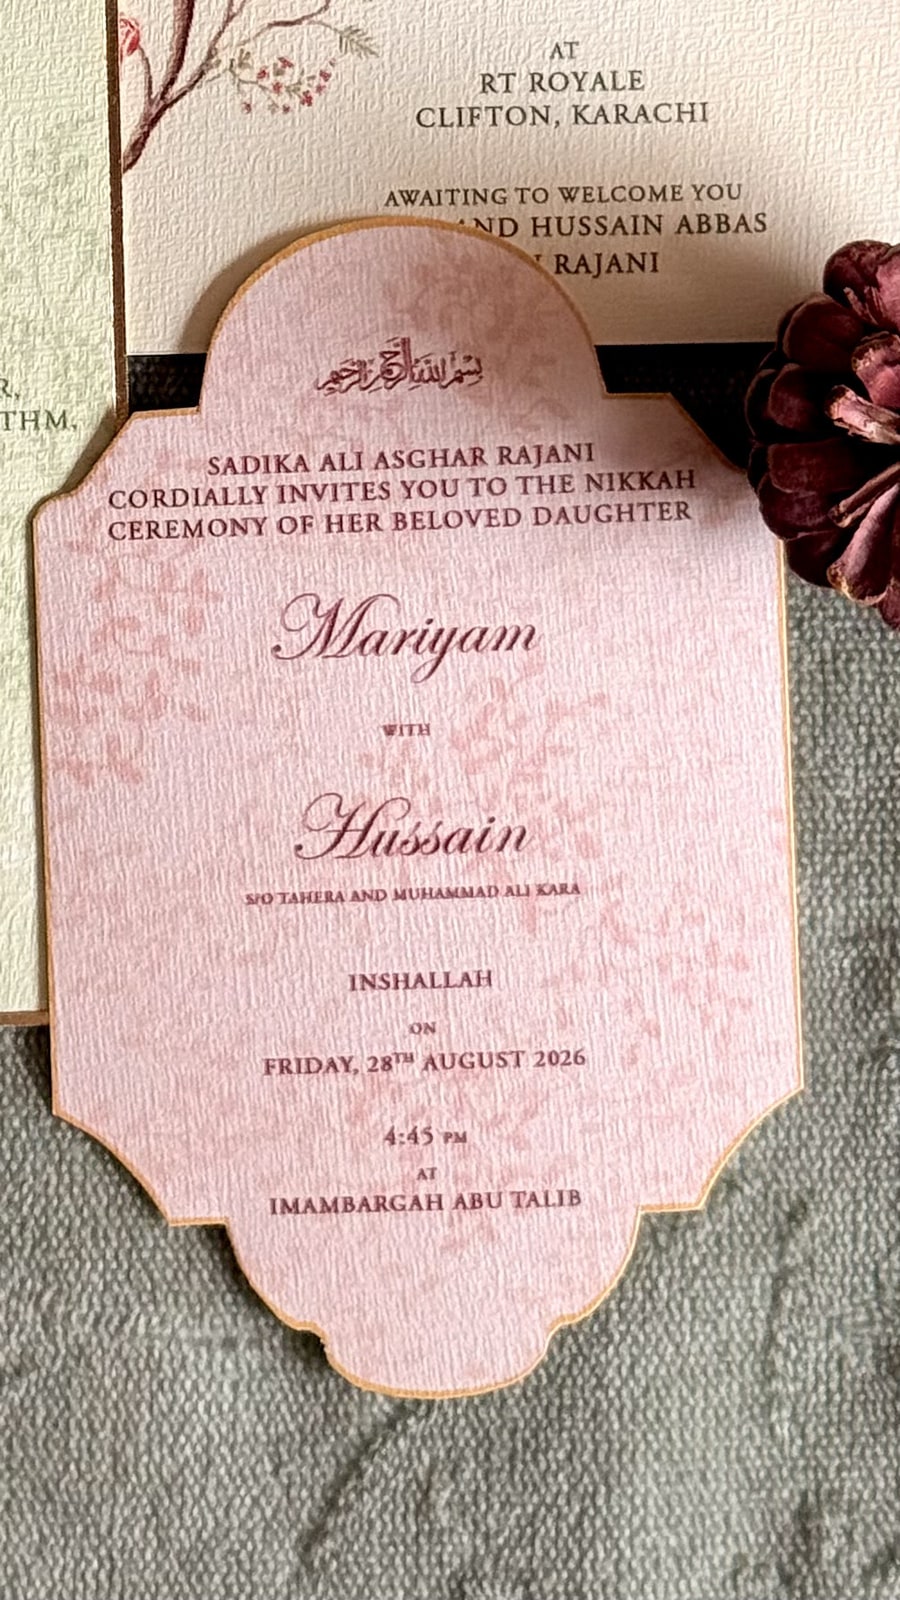 AT
RT ROYALE
CLIFTON, KARACHI
AWAITING TO WELCOME YOU
AND HUSSAIN ABBAS
RAJANI
THM,
بسم الله الرحمن الرحيم
SADIKA ALI ASGHAR RAJANI
CORDIALLY INVITES YOU TO THE NIKKAH
CEREMONY OF HER BELOVED DAUGHTER
Mariyam
WITH
Hussain
S/O TAHERA AND MUHAMMAD ALI KARA
INSHALLAH
ON
FRIDAY, 28TH AUGUST 2026
4:45 PM
AT
IMAMBARGAH ABU TALIB